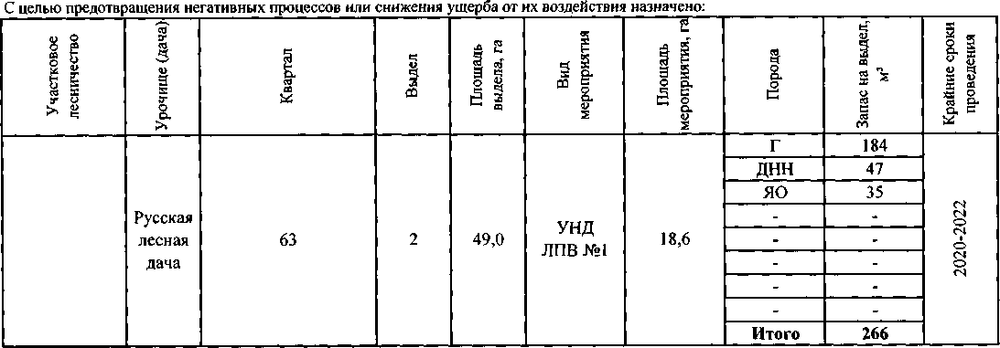 С целью предотвращения негативных процессов или снижения ущерба от их воздействия назначено:
Участковое
лесничество
Урочище (дача)
Квартал
Выдел
Площадь
выдела, га
Вид
мероприятия
Площадь
мероприятия, га
Порода
Запас на выдел,
м³
Крайние сроки
проведения
Русская
лесная
дача
63
2
49,0
УНД
ЛПВ №1
18,6
Г 184
ДНН 47
ЯО 35
- -
- -
- -
- -
- -
Итого 266
2020-2022